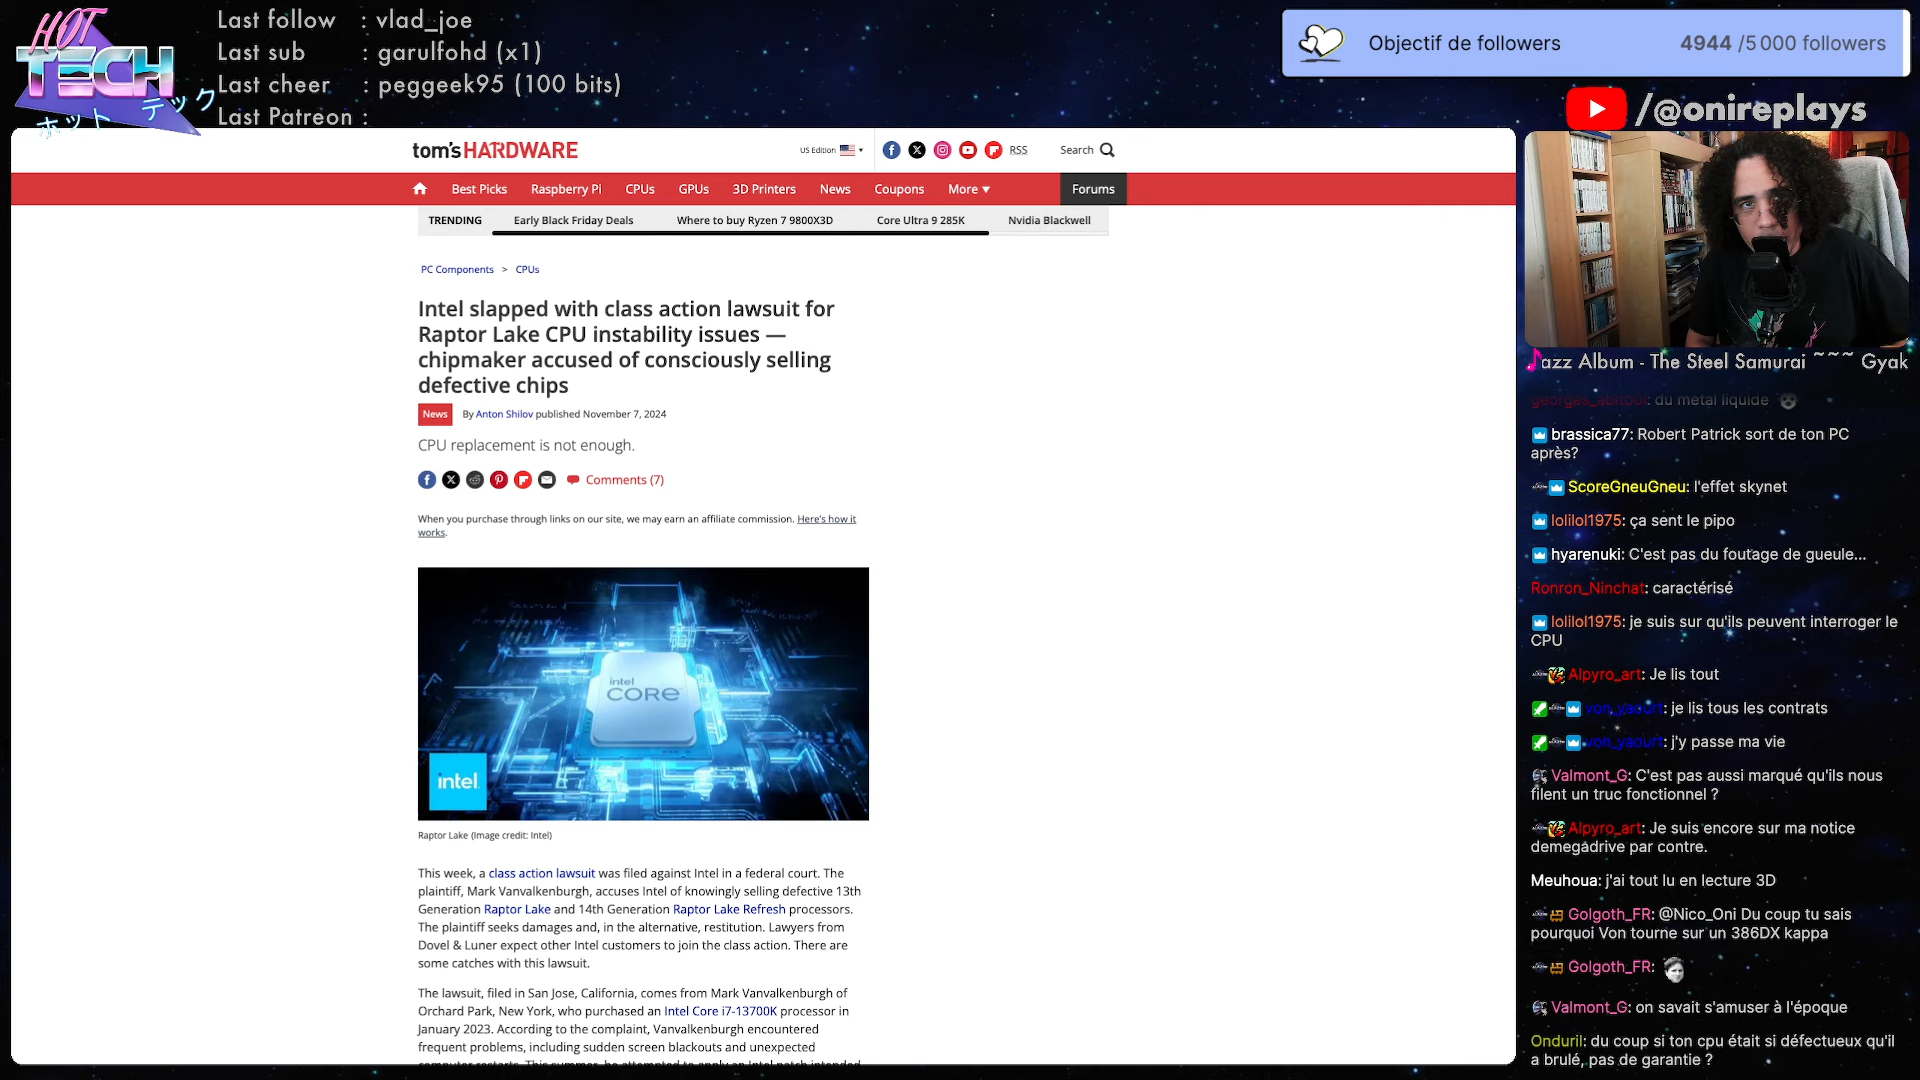 HOT
TECH
ホット テック
Last follow : vlad_joe
Last sub : garulfohd (x1)
Last cheer : peggeek95 (100 bits)
Last Patreon :
Objectif de followers
4944 /5 000 followers
/@onireplays
tom's HARDWARE
US Edition
RSS
Search
Best Picks
Raspberry Pi
CPUs
GPUs
3D Printers
News
Coupons
More ▼
Forums
TRENDING
Early Black Friday Deals
Where to buy Ryzen 7 9800X3D
Core Ultra 9 285K
Nvidia Blackwell
PC Components > CPUs
Intel slapped with class action lawsuit for
Raptor Lake CPU instability issues —
chipmaker accused of consciously selling
defective chips
News
By Anton Shilov published November 7, 2024
CPU replacement is not enough.
Comments (7)
When you purchase through links on our site, we may earn an affiliate commission. Here's how it
works.
intel
CORE
intel.
Raptor Lake (Image credit: Intel)
This week, a class action lawsuit was filed against Intel in a federal court. The
plaintiff, Mark Vanvalkenburgh, accuses Intel of knowingly selling defective 13th
Generation Raptor Lake and 14th Generation Raptor Lake Refresh processors.
The plaintiff seeks damages and, in the alternative, restitution. Lawyers from
Dovel & Luner expect other Intel customers to join the class action. There are
some catches with this lawsuit.
The lawsuit, filed in San Jose, California, comes from Mark Vanvalkenburgh of
Orchard Park, New York, who purchased an Intel Core i7-13700K processor in
January 2023. According to the complaint, Vanvalkenburgh encountered
frequent problems, including sudden screen blackouts and unexpected
computer restarts. This summer, he attempted to apply an Intel patch intended
azz Album - The Steel Samurai ~~~ Gyak
georges_abitbol: du metal liquide
brassica77: Robert Patrick sort de ton PC
après?
ScoreGneuGneu: l'effet skynet
lolilol1975: ça sent le pipo
hyarenuki: C'est pas du foutage de gueule...
Ronron_Ninchat: caractérisé
lolilol1975: je suis sur qu'ils peuvent interroger le
CPU
Alpyro_art: Je lis tout
von_yaourt: je lis tous les contrats
von_yaourt: j'y passe ma vie
Valmont_G: C'est pas aussi marqué qu'ils nous
filent un truc fonctionnel ?
Alpyro_art: Je suis encore sur ma notice
demegadrive par contre.
Meuhoua: j'ai tout lu en lecture 3D
Golgoth_FR: @Nico_Oni Du coup tu sais
pourquoi Von tourne sur un 386DX kappa
Golgoth_FR:
Valmont_G: on savait s'amuser à l'époque
Onduril: du coup si ton cpu était si défectueux qu'il
a brulé, pas de garantie ?